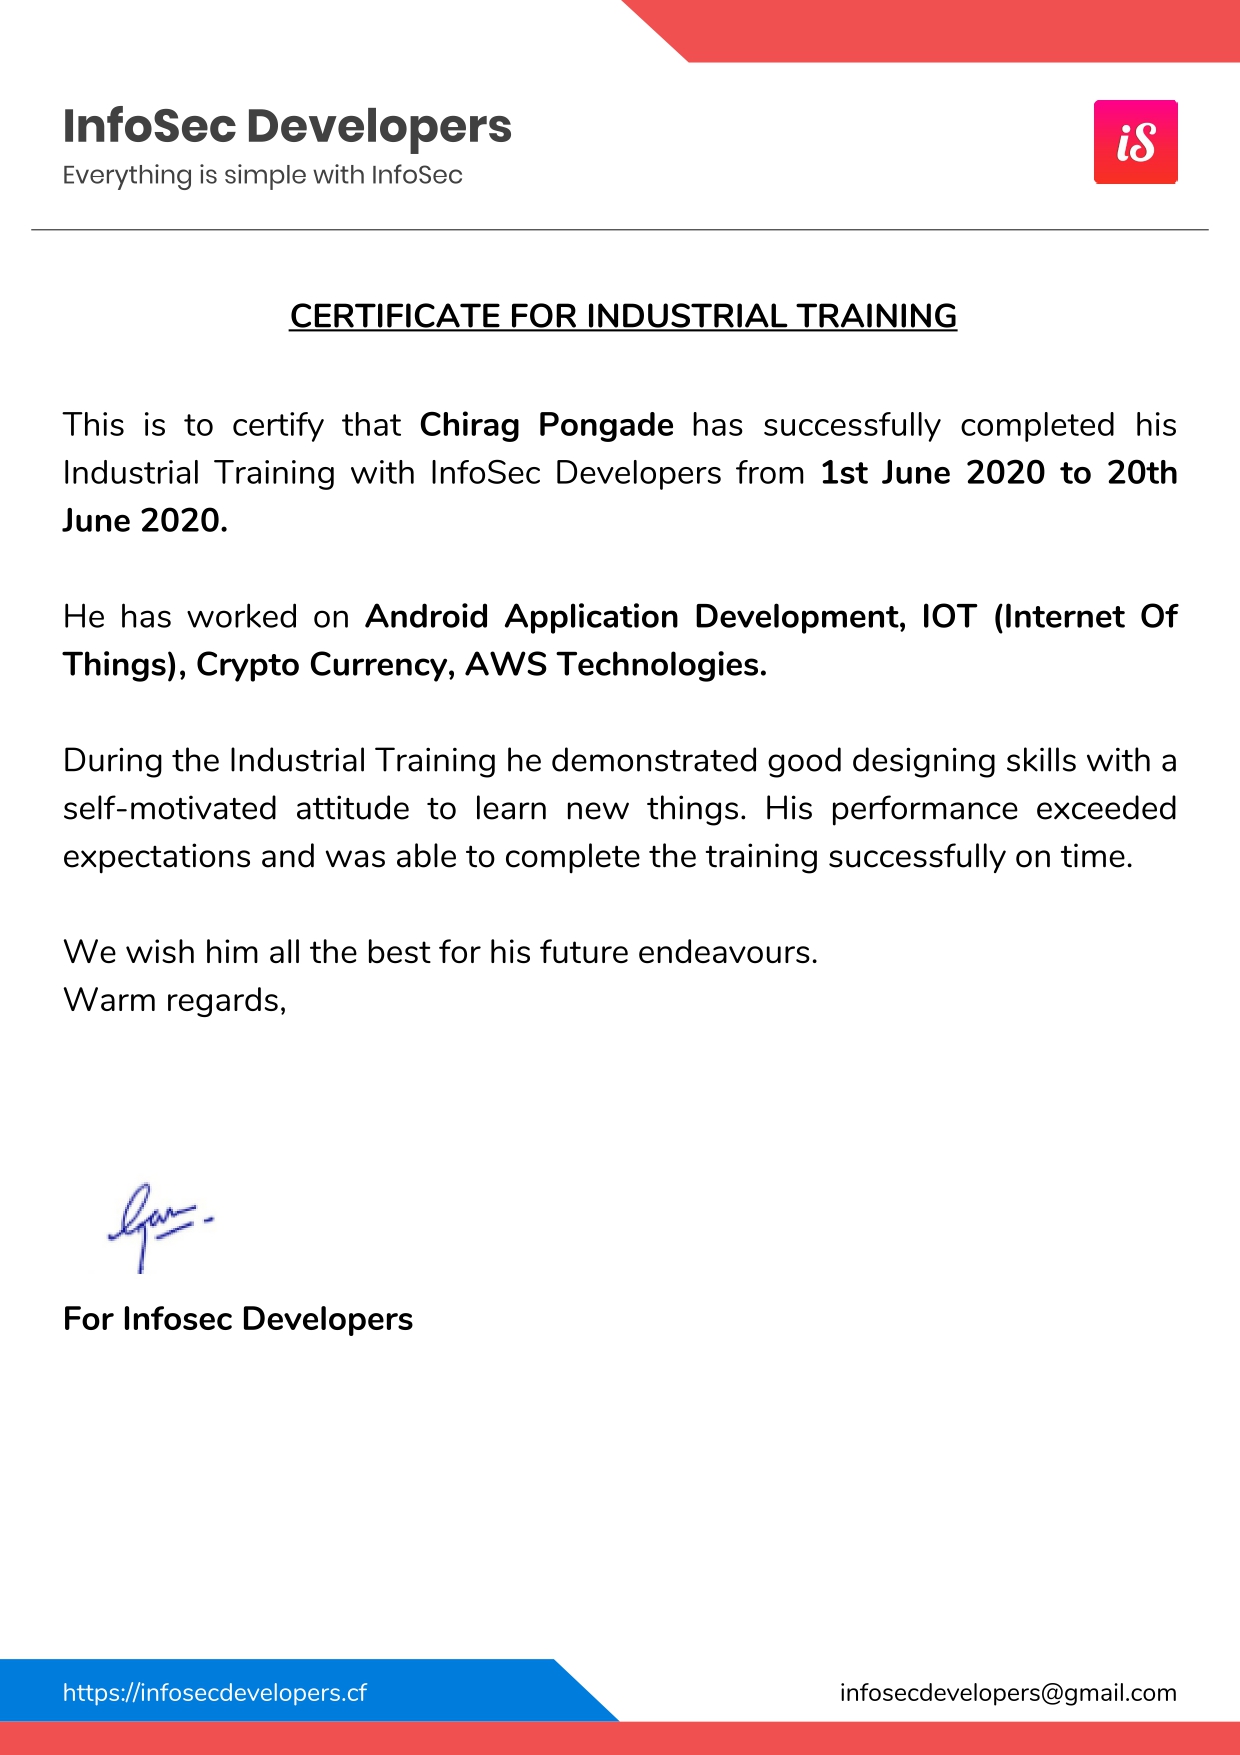 InfoSec Developers
Everything is simple with InfoSec
iS
CERTIFICATE FOR INDUSTRIAL TRAINING
This is to certify that Chirag Pongade has successfully completed his
Industrial Training with InfoSec Developers from 1st June 2020 to 20th
June 2020.
He has worked on Android Application Development, IOT (Internet Of
Things), Crypto Currency, AWS Technologies.
During the Industrial Training he demonstrated good designing skills with a
self-motivated attitude to learn new things. His performance exceeded
expectations and was able to complete the training successfully on time.
We wish him all the best for his future endeavours.
Warm regards,
For Infosec Developers
https://infosecdevelopers.cf
infosecdevelopers@gmail.com